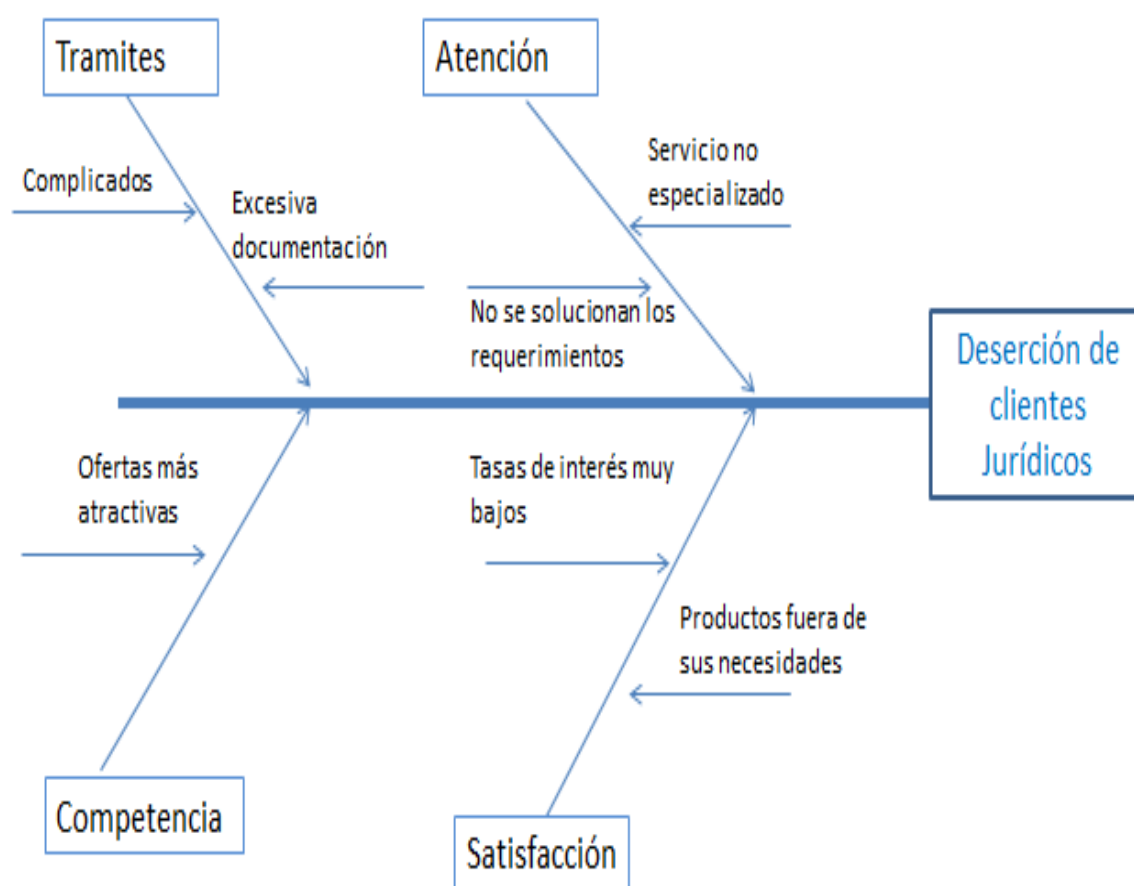 Tramites
Atención
Complicados
Excesiva
documentación
Servicio no
especializado
No se solucionan los
requerimientos
Deserción de
clientes
Jurídicos
Ofertas más
atractivas
Tasas de interés muy
bajos
Productos fuera de
sus necesidades
Competencia
Satisfacción